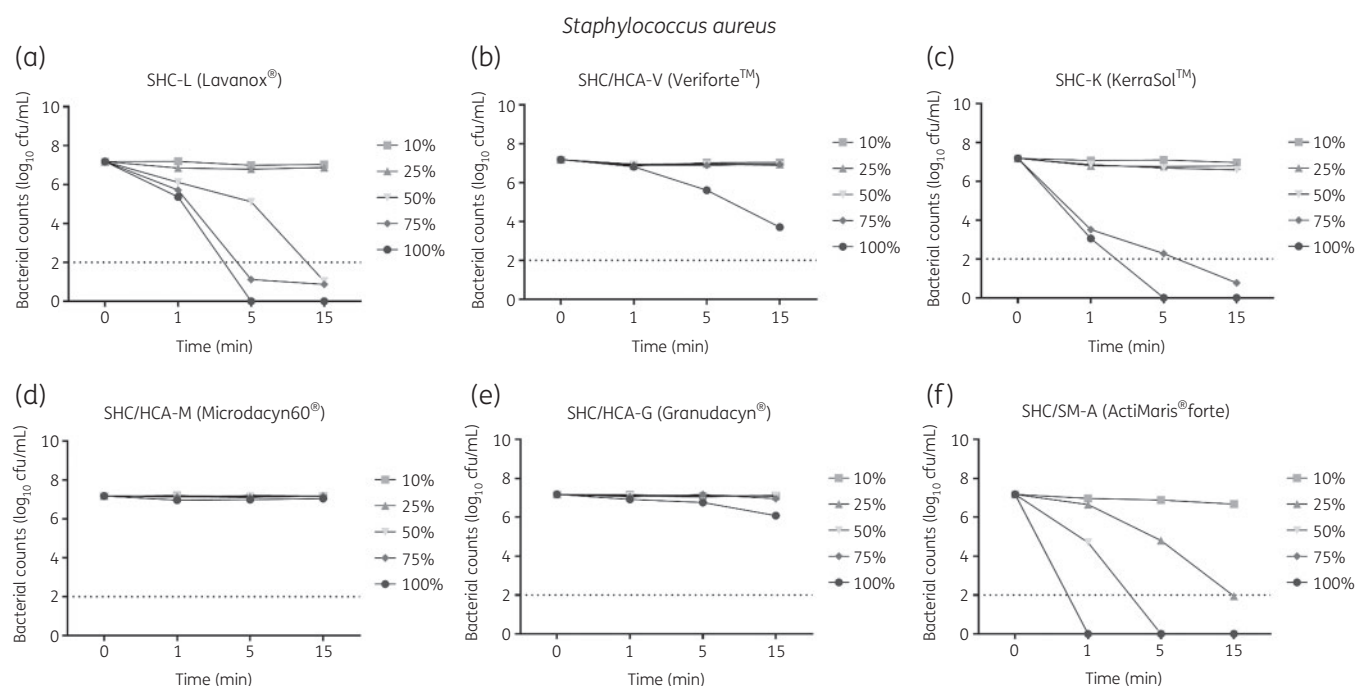 Staphylococcus aureus
(a)
SHC-L (Lavanox®)
Bacterial counts (log10 cfu/mL)
10
8
6
4
2
0
0 1 5 15
Time (min)
10%
25%
50%
75%
100%
(b)
SHC/HCA-V (Veriforte™)
Bacterial counts (log10 cfu/mL)
10
8
6
4
2
0
0 1 5 15
Time (min)
10%
25%
50%
75%
100%
(c)
SHC-K (KerraSol™)
Bacterial counts (log10 cfu/mL)
10
8
6
4
2
0
0 1 5 15
Time (min)
10%
25%
50%
75%
100%
(d)
SHC/HCA-M (Microdacyn60®)
Bacterial counts (log10 cfu/mL)
10
8
6
4
2
0
0 1 5 15
Time (min)
10%
25%
50%
75%
100%
(e)
SHC/HCA-G (Granudacyn®)
Bacterial counts (log10 cfu/mL)
10
8
6
4
2
0
0 1 5 15
Time (min)
10%
25%
50%
75%
100%
(f)
SHC/SM-A (ActiMaris®forte)
Bacterial counts (log10 cfu/mL)
10
8
6
4
2
0
0 1 5 15
Time (min)
10%
25%
50%
75%
100%